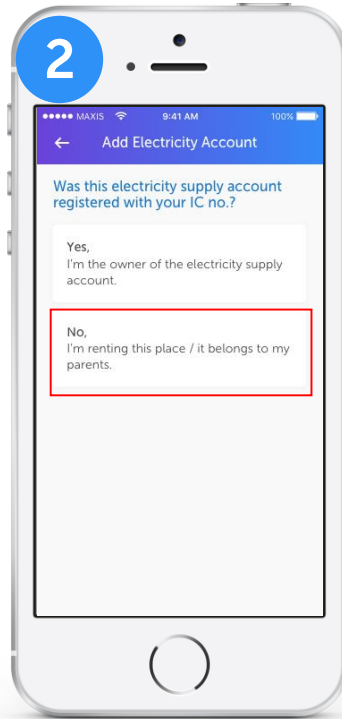 2
MAXIS 9:41 AM 100%
Add Electricity Account
Was this electricity supply account
registered with your IC no.?
Yes,
I'm the owner of the electricity supply
account.
No,
I'm renting this place / it belongs to my
parents.